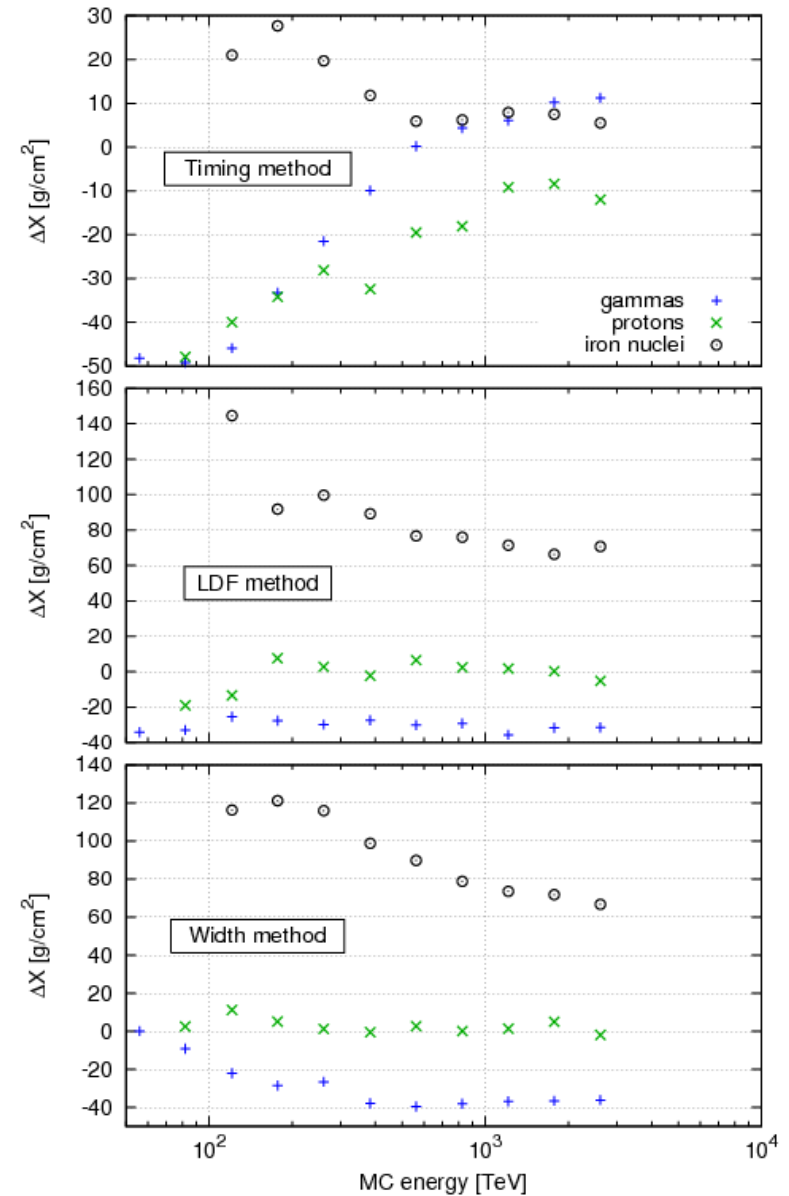 30
20
10
0
-10
-20
-30
-40
-50
ΔX [g/cm²]
Timing method
gammas
protons
iron nuclei
160
140
120
100
80
60
40
20
0
-20
-40
ΔX [g/cm²]
LDF method
140
120
100
80
60
40
20
0
-20
-40
ΔX [g/cm²]
Width method
10² 10³ 10⁴
MC energy [TeV]